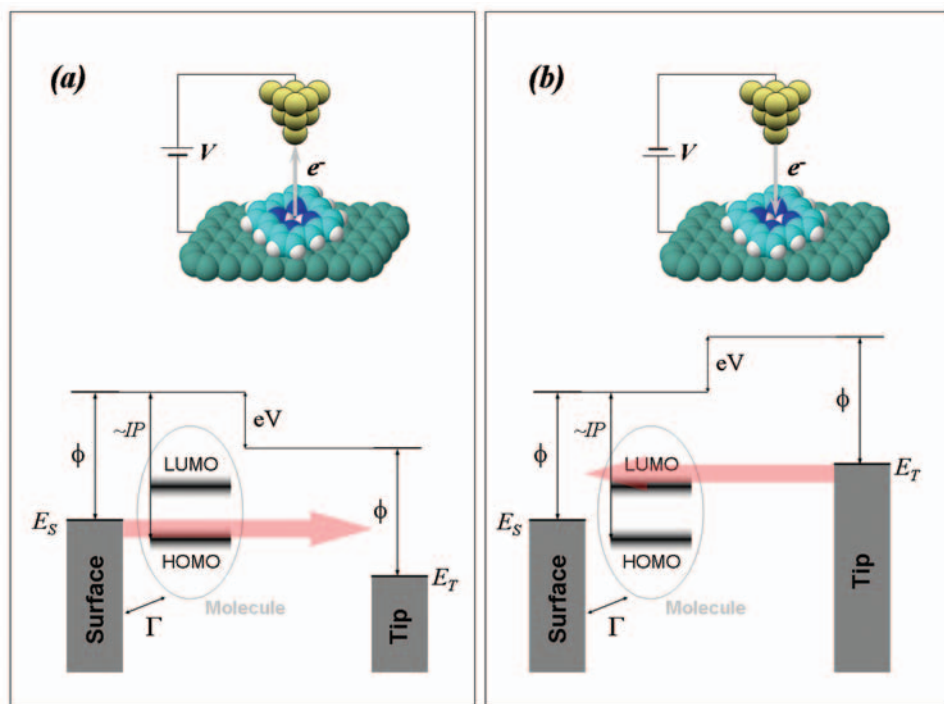 (a)
V
e⁻
eV
ϕ
~IP
ϕ
LUMO
E_S
HOMO
E_T
Molecule
Γ
Surface
Tip
(b)
V
e⁻
eV
ϕ
~IP
ϕ
LUMO
E_T
E_S
HOMO
Molecule
Γ
Surface
Tip